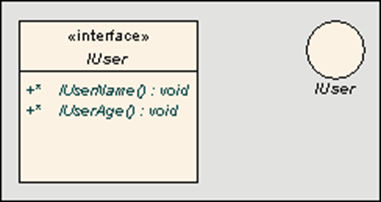 «interface»
IUser
+* IUserName() : void
+* IUserAge() : void
IUser